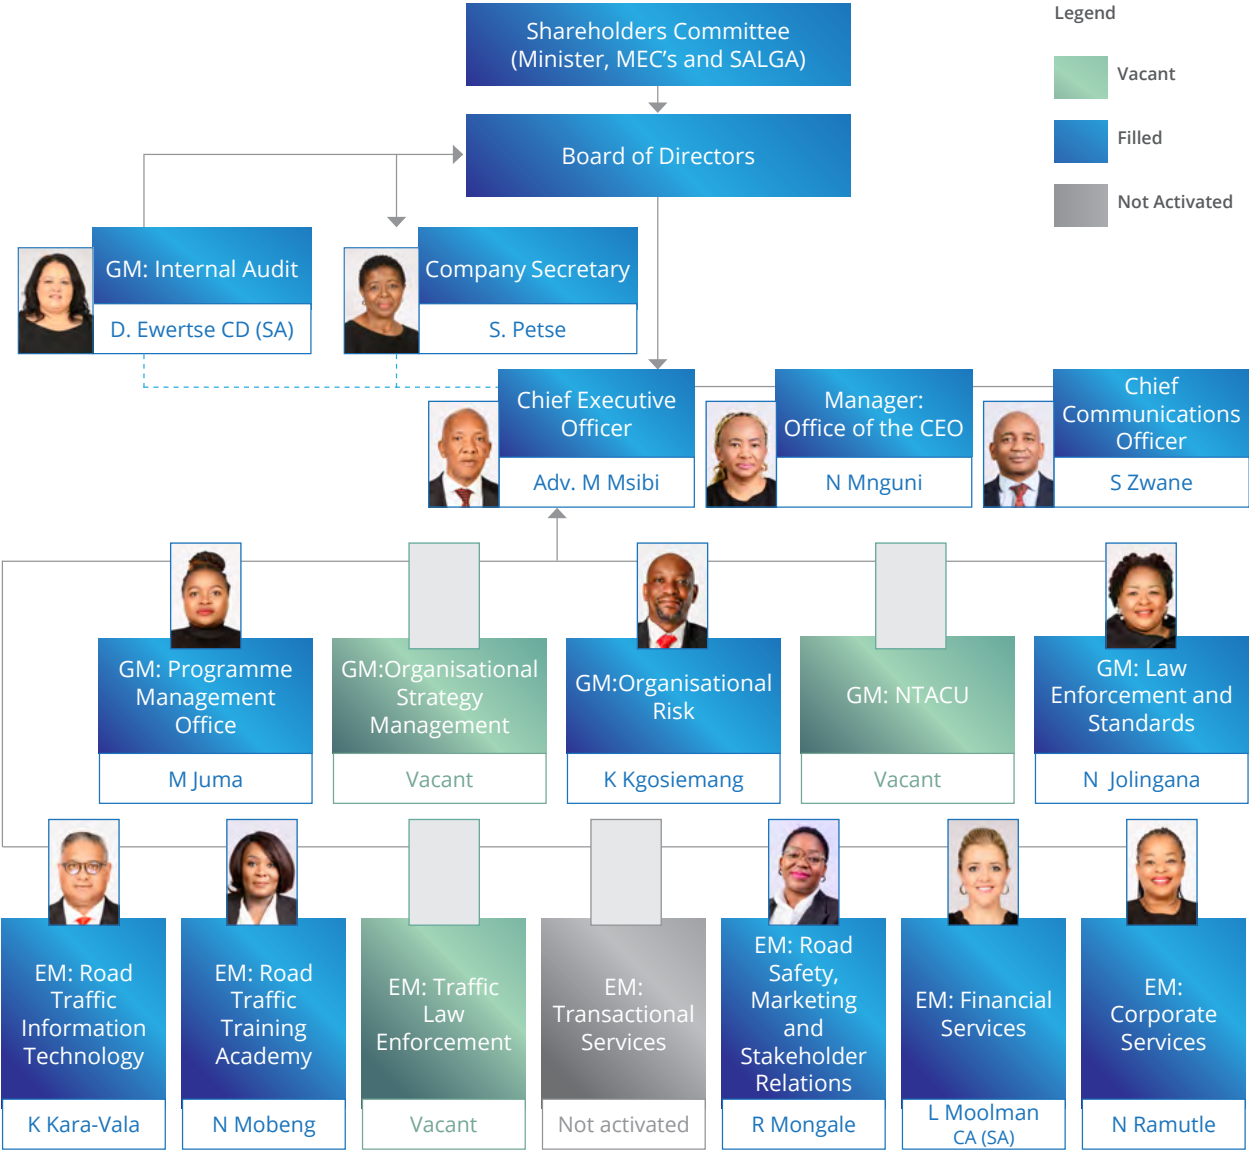 Shareholders Committee
(Minister, MEC's and SALGA)
Legend
Vacant
Filled
Not Activated
Board of Directors
GM: Internal Audit
D. Ewertse CD (SA)
Company Secretary
S. Petse
Chief Executive
Officer
Adv. M Msibi
Manager:
Office of the CEO
N Mnguni
Chief
Communications
Officer
S Zwane
GM: Programme
Management
Office
M Juma
GM:Organisational
Strategy
Management
Vacant
GM:Organisational
Risk
K Kgosiemang
GM: NTACU
Vacant
GM: Law
Enforcement and
Standards
N Jolingana
EM: Road
Traffic
Information
Technology
K Kara-Vala
EM: Road
Traffic
Training
Academy
N Mobeng
EM: Traffic
Law
Enforcement
Vacant
EM:
Transactional
Services
Not activated
EM: Road
Safety,
Marketing
and
Stakeholder
Relations
R Mongale
EM: Financial
Services
L Moolman
CA (SA)
EM:
Corporate
Services
N Ramutle